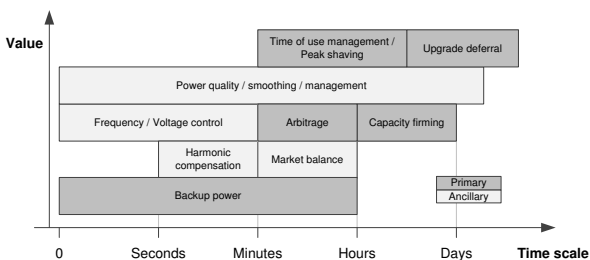 Value
Time of use management /
Peak shaving
Upgrade deferral
Power quality / smoothing / management
Frequency / Voltage control
Arbitrage
Capacity firming
Harmonic
compensation
Market balance
Backup power
Primary
Ancillary
0
Seconds
Minutes
Hours
Days
Time scale